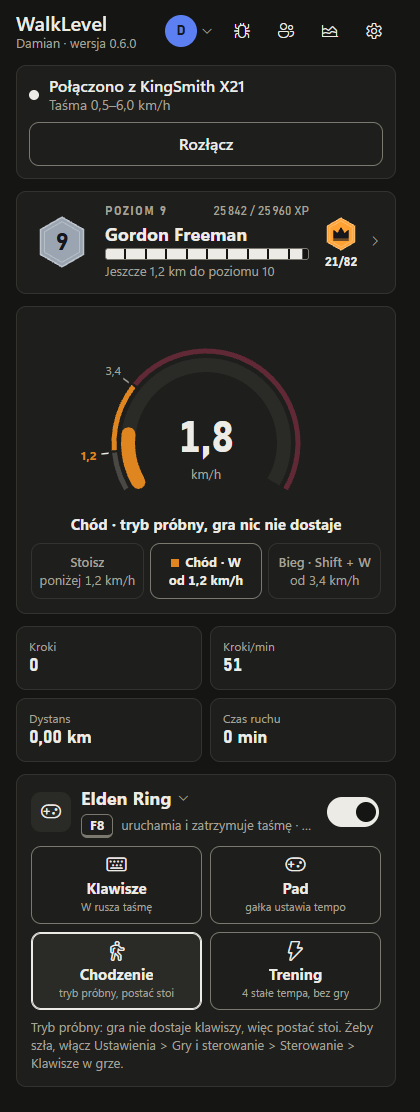 WalkLevel
Damian · wersja 0.6.0
D
Połączono z KingSmith X21
Taśma 0,5–6,0 km/h
Rozłącz
9
POZIOM 9
25 842 / 25 960 XP
Gordon Freeman
Jeszcze 1,2 km do poziomu 10
21/82
3,4
1,2
1,8
km/h
Chód · tryb próbny, gra nic nie dostaje
Stoisz
poniżej 1,2 km/h
Chód · W
od 1,2 km/h
Bieg · Shift + W
od 3,4 km/h
Kroki
0
Kroki/min
51
Dystans
0,00 km
Czas ruchu
0 min
Elden Ring
F8 uruchamia i zatrzymuje taśmę · ...
Klawisze
W rusza taśmę
Pad
gałka ustawia tempo
Chodzenie
tryb próbny, postać stoi
Trening
4 stałe tempa, bez gry
Tryb próbny: gra nie dostaje klawiszy, więc postać stoi. Żeby
szła, włącz Ustawienia > Gry i sterowanie > Sterowanie >
Klawisze w grze.